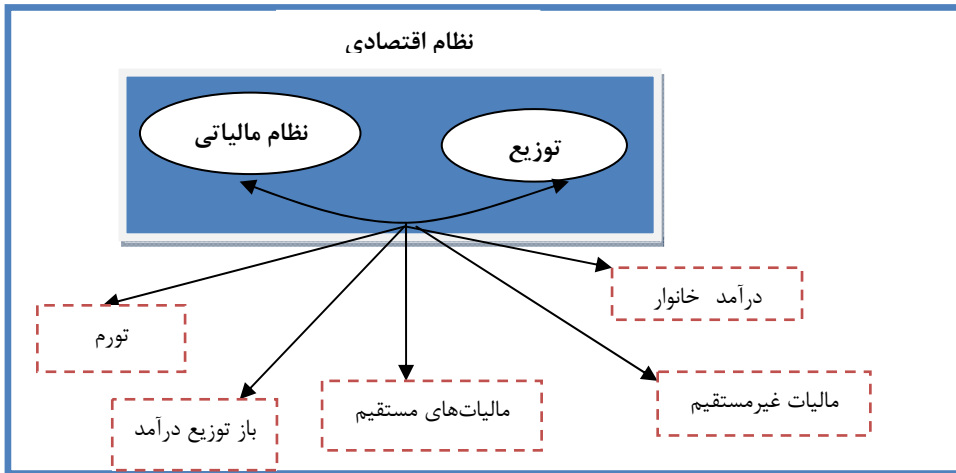 نظام اقتصادی
توزیع
نظام مالیاتی
درآمد خانوار
تورم
مالیات غیرمستقیم
مالیات‌های مستقیم
باز توزیع درآمد